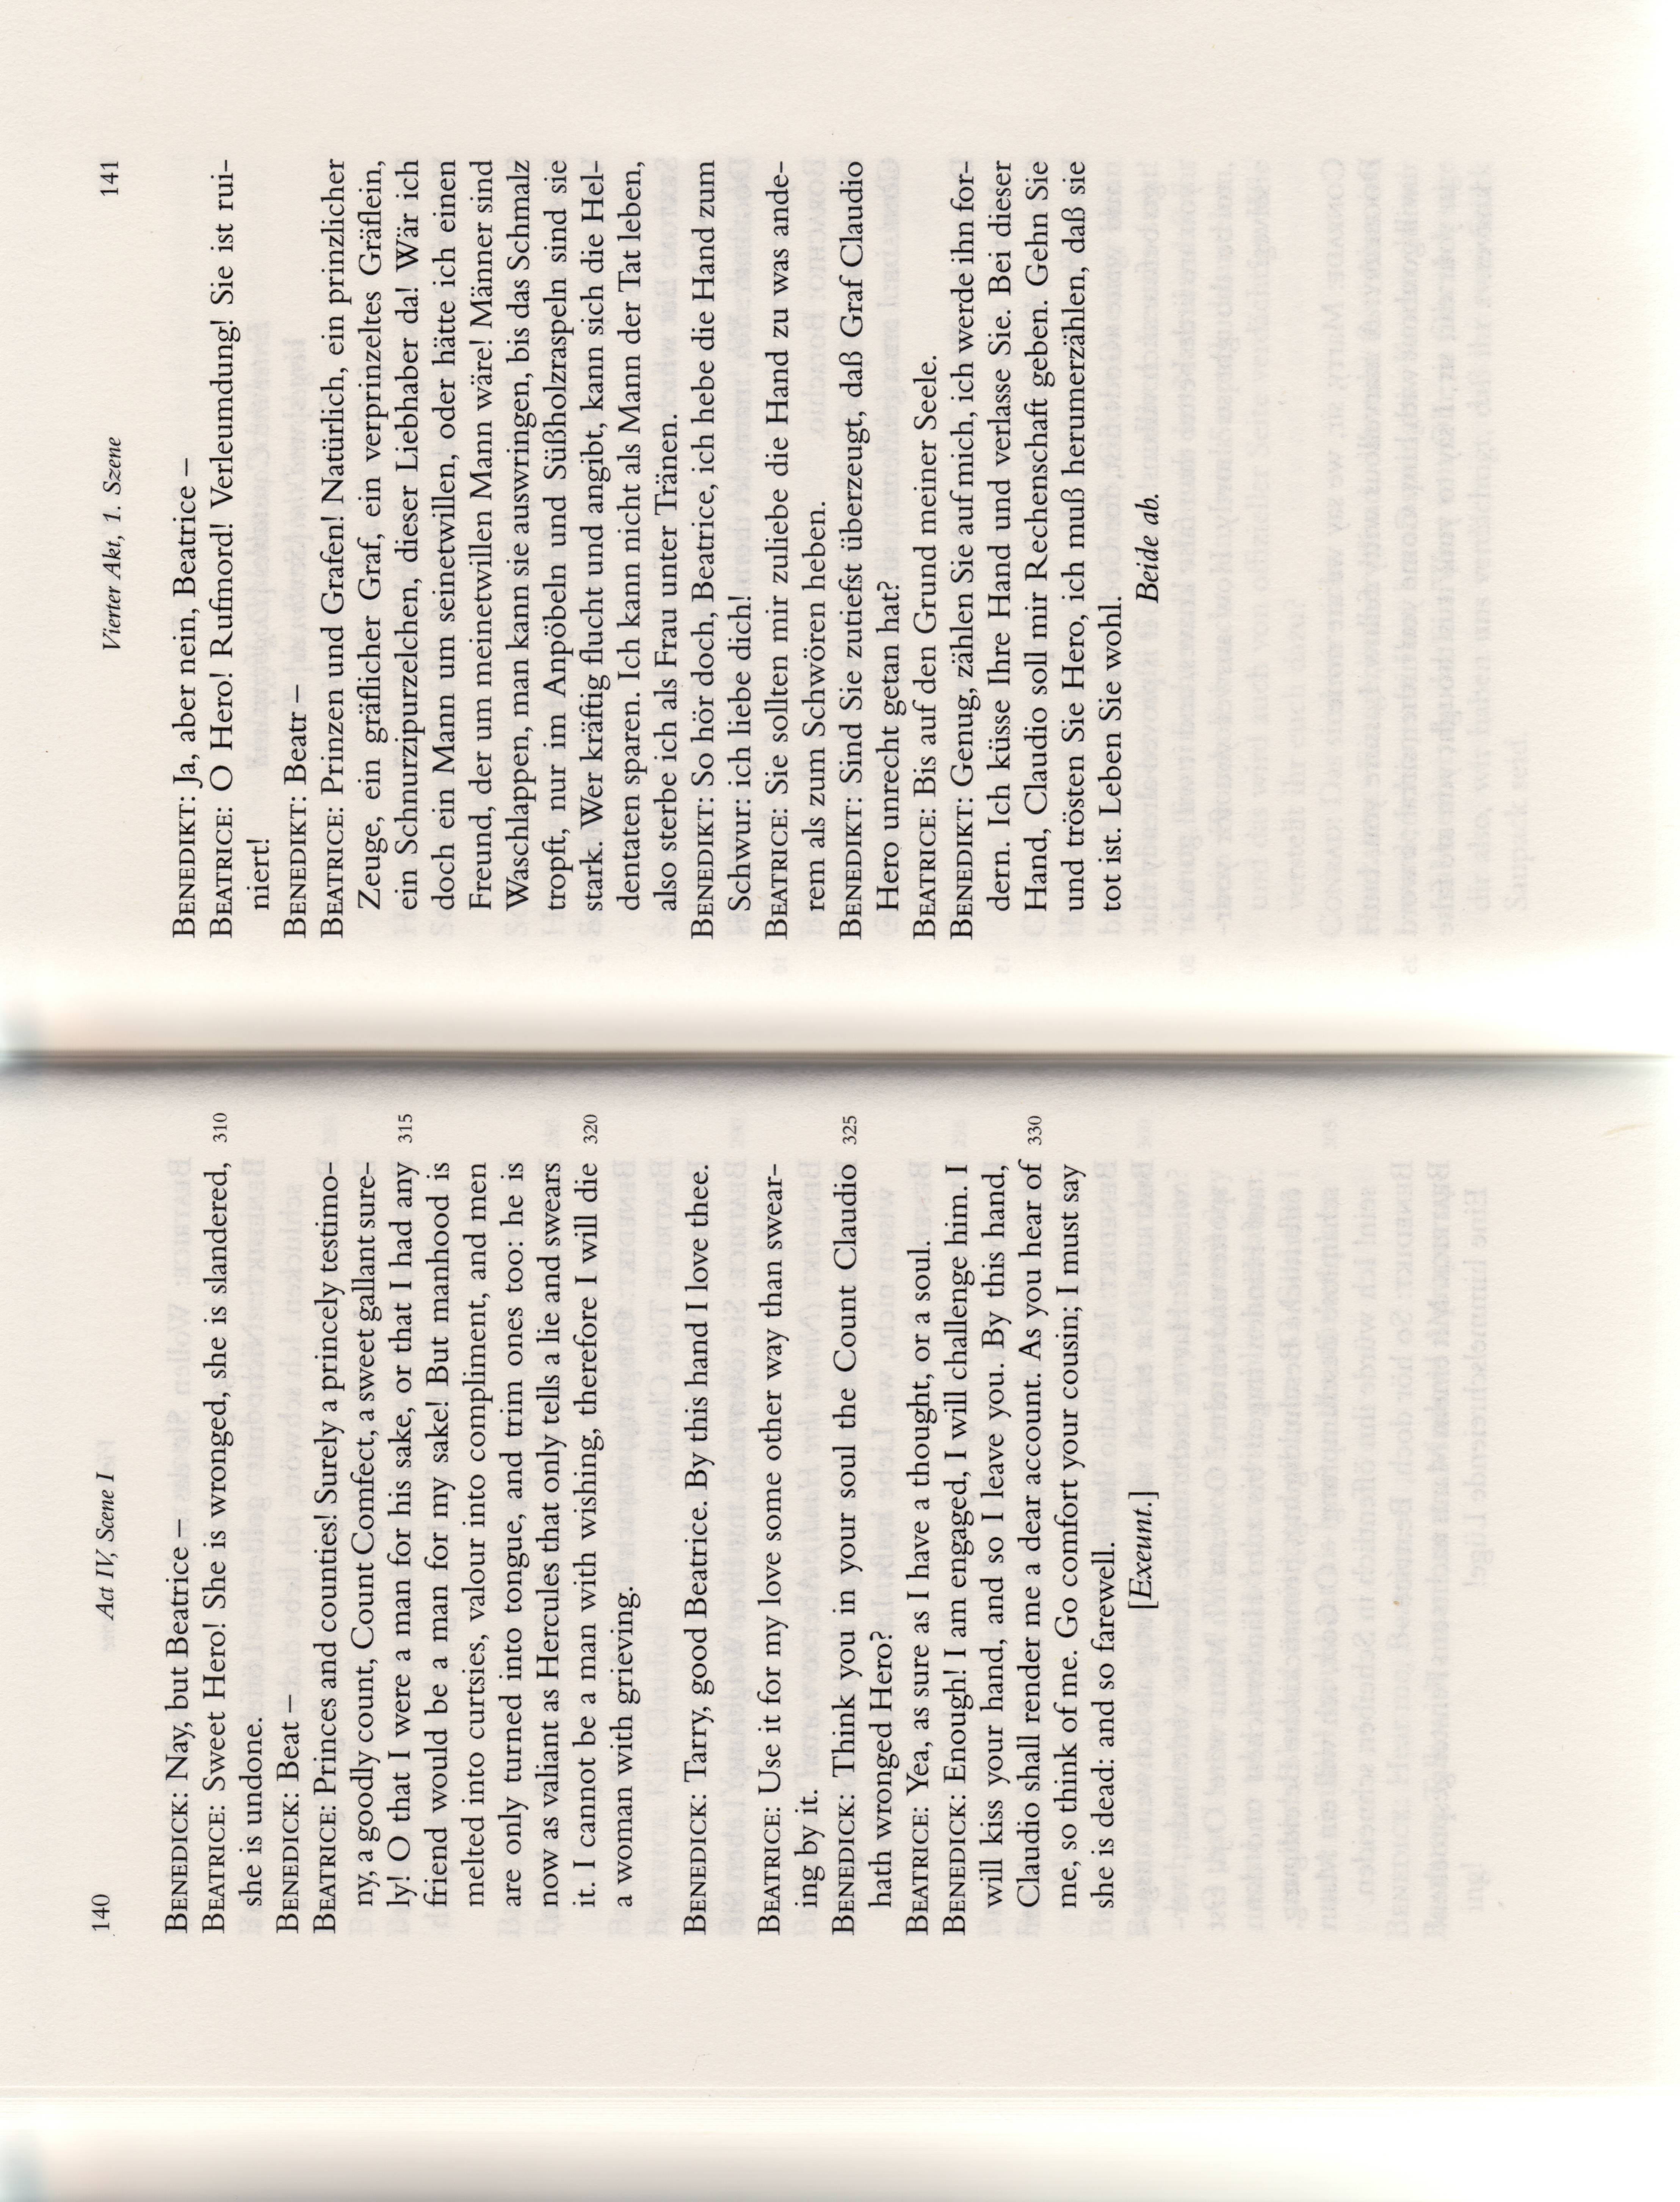 140
Act IV, Scene I
BENEDICK: Nay, but Beatrice –
BEATRICE: Sweet Hero! She is wronged, she is slandered, 310
she is undone.
BENEDICK: Beat –
BEATRICE: Princes and counties! Surely a princely testimo-
ny, a goodly count, Count Comfect, a sweet gallant sure-
ly! O that I were a man for his sake, or that I had any 315
friend would be a man for my sake! But manhood is
melted into curtsies, valour into compliment, and men
are only turned into tongue, and trim ones too: he is
now as valiant as Hercules that only tells a lie and swears
it. I cannot be a man with wishing, therefore I will die 320
a woman with grieving.
BENEDICK: Tarry, good Beatrice. By this hand I love thee.
BEATRICE: Use it for my love some other way than swear-
ing by it.
BENEDICK: Think you in your soul the Count Claudio 325
hath wronged Hero?
BEATRICE: Yea, as sure as I have a thought, or a soul.
BENEDICK: Enough! I am engaged, I will challenge him. I
will kiss your hand, and so I leave you. By this hand,
Claudio shall render me a dear account. As you hear of 330
me, so think of me. Go comfort your cousin; I must say
she is dead: and so farewell.
[Exeunt.]
Vierter Akt, 1. Szene
141
BENEDIKT: Ja, aber nein, Beatrice –
BEATRICE: O Hero! Rufmord! Verleumdung! Sie ist rui-
niert!
BENEDIKT: Beatr –
BEATRICE: Prinzen und Grafen! Natürlich, ein prinzlicher
Zeuge, ein gräflicher Graf, ein verprinzeltes Gräflein,
ein Schnurzipurzelchen, dieser Liebhaber da! Wär ich
doch ein Mann um seinetwillen, oder hätte ich einen
Freund, der um meinetwillen Mann wäre! Männer sind
Waschlappen, man kann sie auswringen, bis das Schmalz
tropft, nur im Anpöbeln und Süßholzraspeln sind sie
stark. Wer kräftig flucht und angibt, kann sich die Hel-
dentaten sparen. Ich kann nicht als Mann der Tat leben,
also sterbe ich als Frau unter Tränen.
BENEDIKT: So hör doch, Beatrice, ich hebe die Hand zum
Schwur: ich liebe dich!
BEATRICE: Sie sollten mir zuliebe die Hand zu was ande-
rem als zum Schwören heben.
BENEDIKT: Sind Sie zutiefst überzeugt, daß Graf Claudio
Hero unrecht getan hat?
BEATRICE: Bis auf den Grund meiner Seele.
BENEDIKT: Genug, zählen Sie auf mich, ich werde ihn for-
dern. Ich küsse Ihre Hand und verlasse Sie. Bei dieser
Hand, Claudio soll mir Rechenschaft geben. Gehn Sie
und trösten Sie Hero, ich muß herumerzählen, daß sie
tot ist. Leben Sie wohl.
Beide ab.